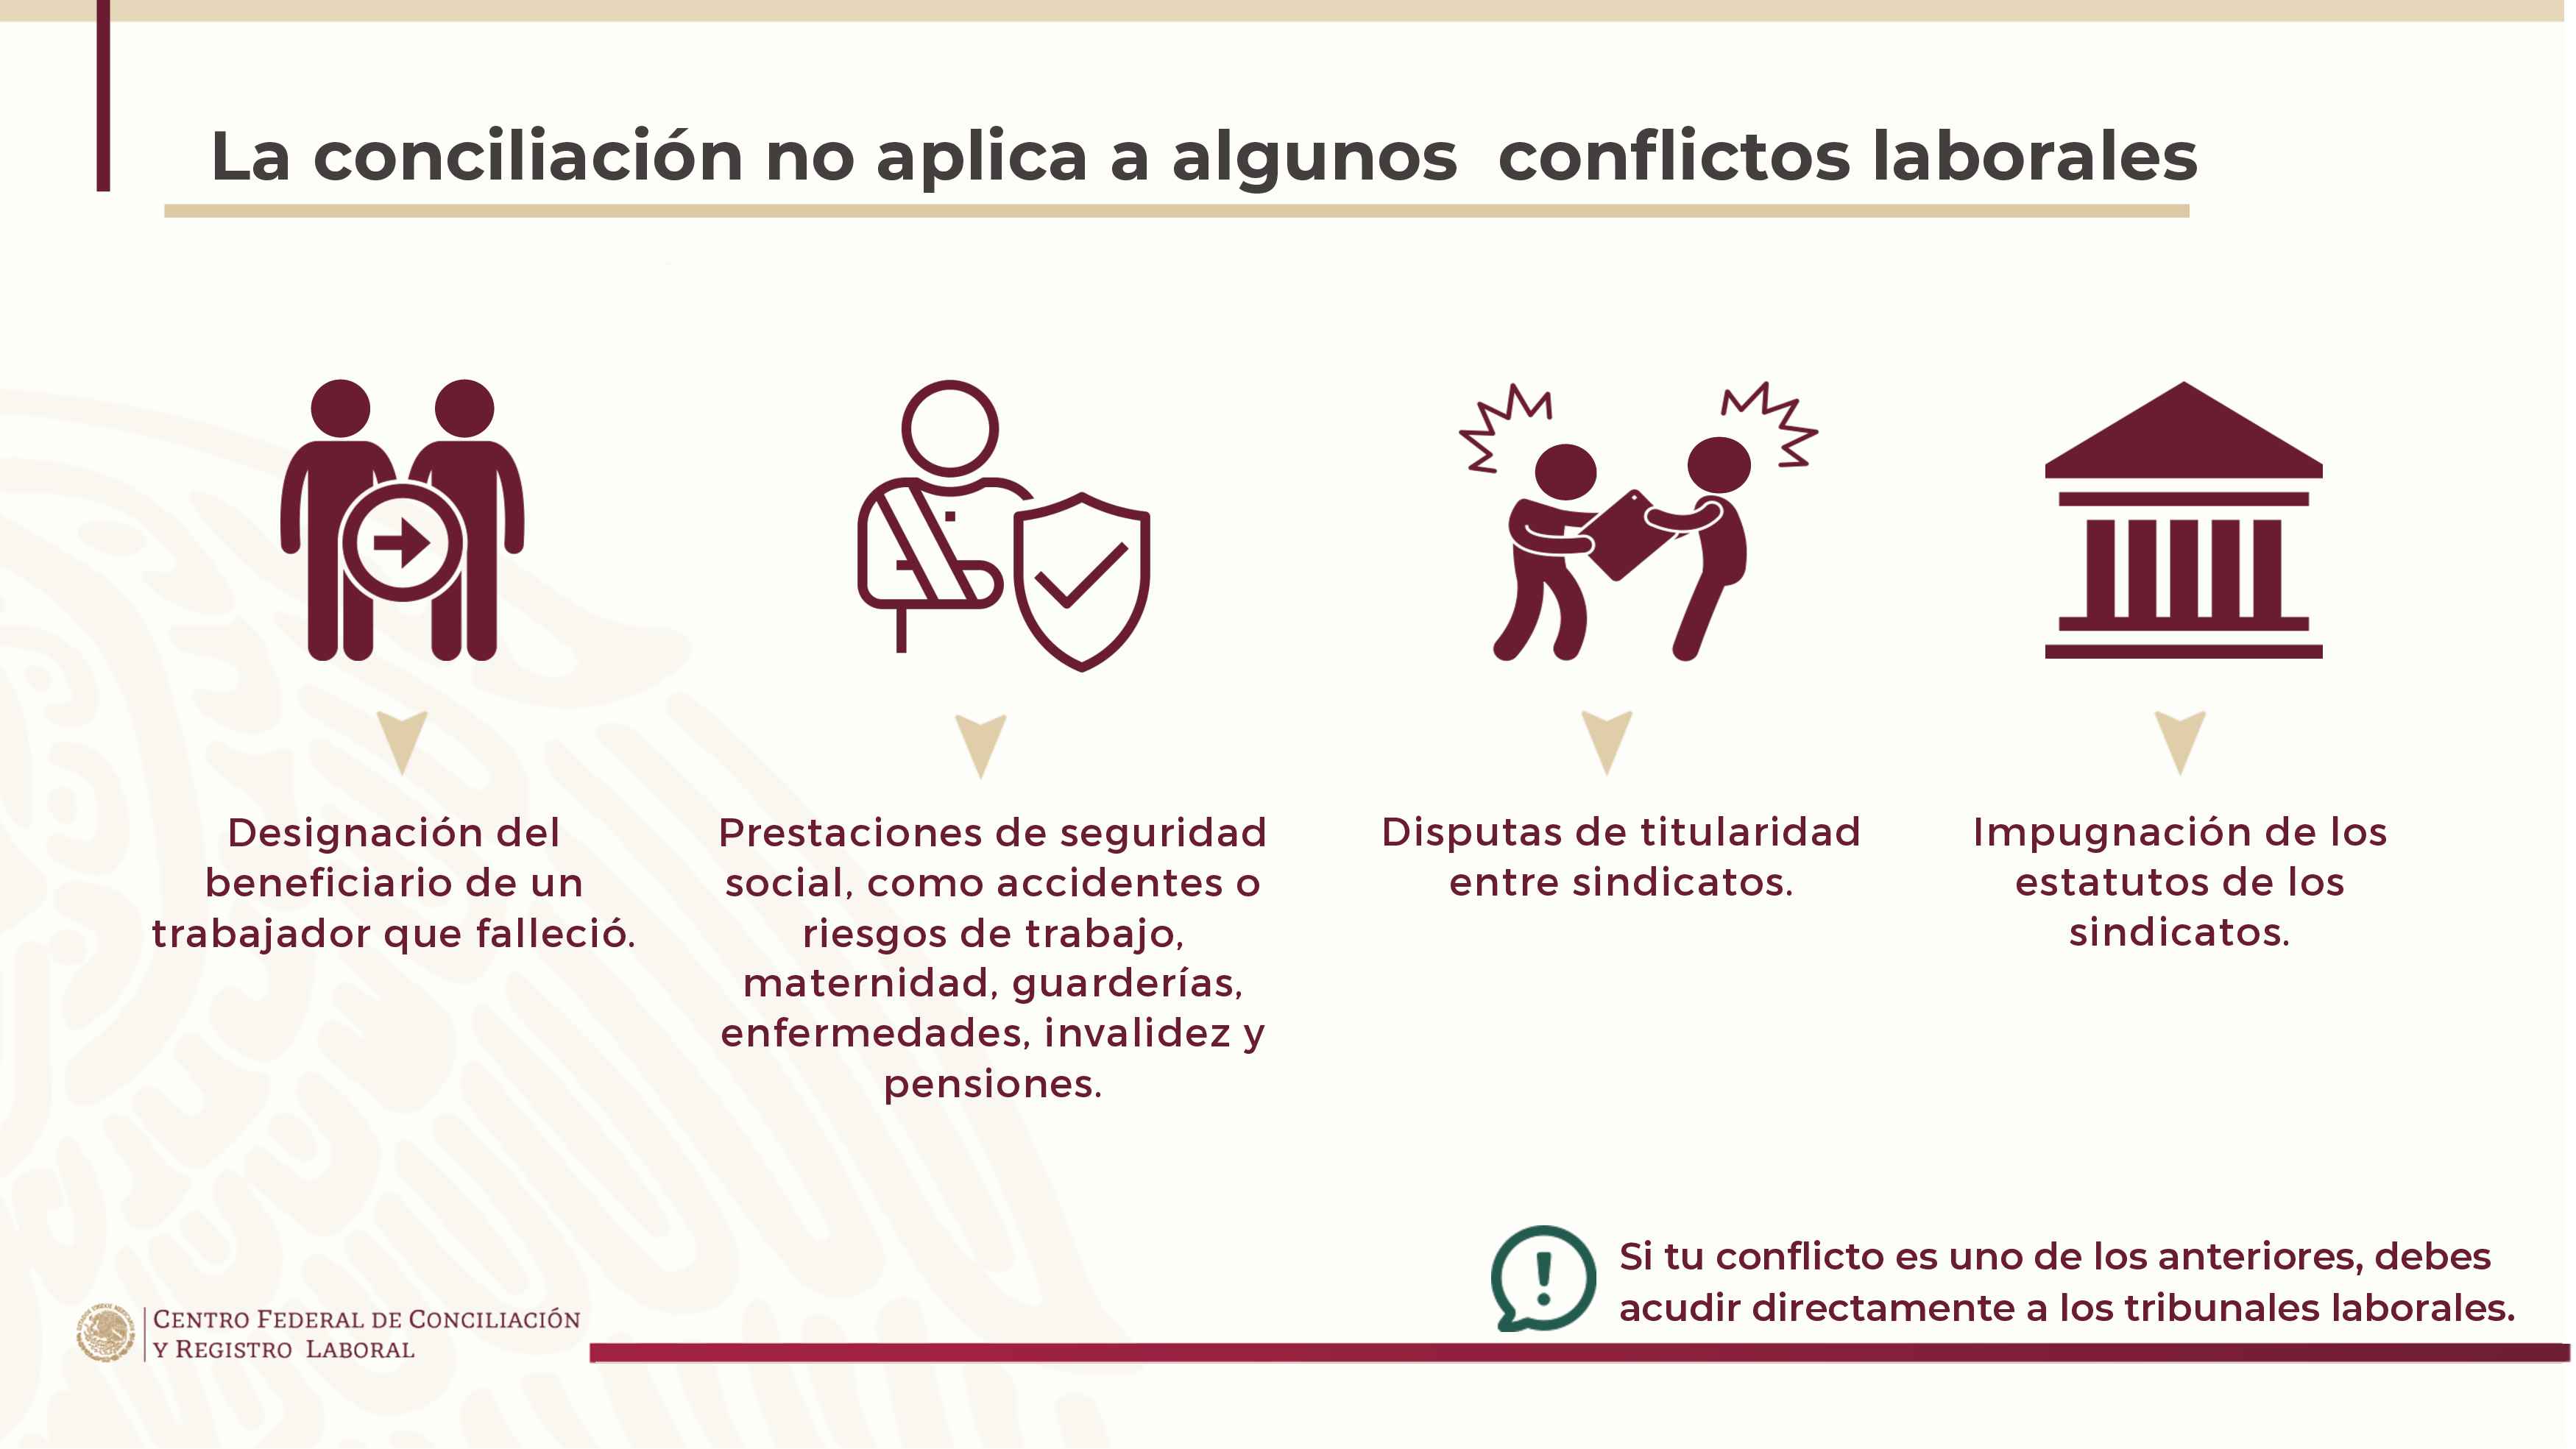 La conciliación no aplica a algunos  conflictos laborales
Designación del
beneficiario de un
trabajador que falleció.
Prestaciones de seguridad
social, como accidentes o
riesgos de trabajo,
maternidad, guarderías,
enfermedades, invalidez y
pensiones.
Disputas de titularidad
entre sindicatos.
Impugnación de los
estatutos de los
sindicatos.
Si tu conflicto es uno de los anteriores, debes
acudir directamente a los tribunales laborales.
CENTRO FEDERAL DE CONCILIACIÓN
Y REGISTRO LABORAL